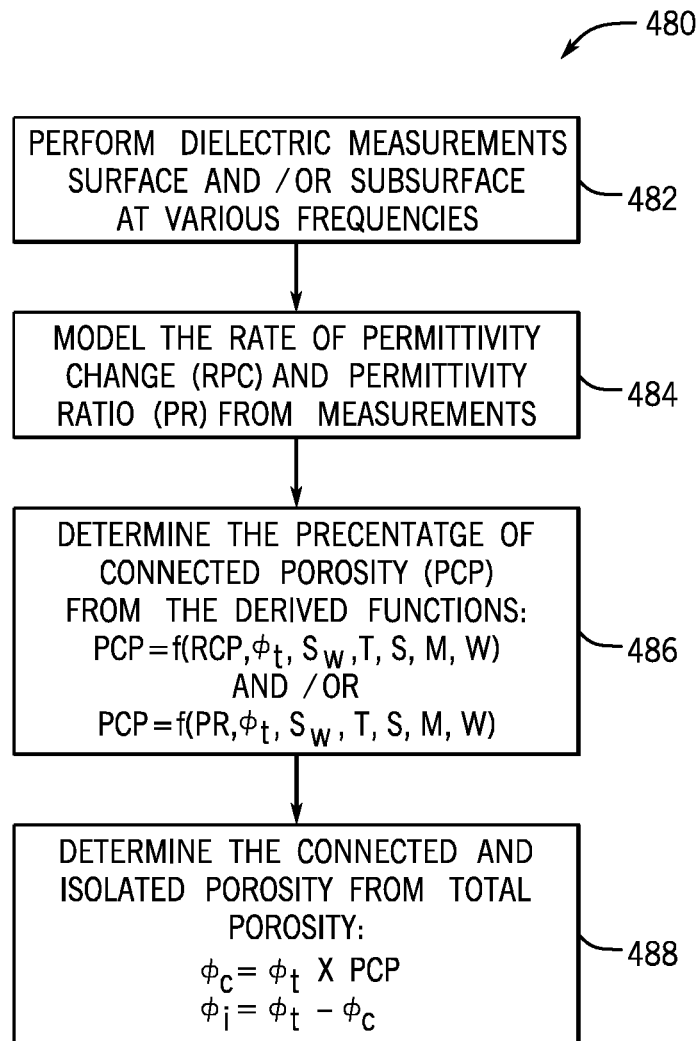 480
PERFORM DIELECTRIC MEASUREMENTS
SURFACE AND /OR SUBSURFACE
AT VARIOUS FREQUENCIES
482
MODEL THE RATE OF PERMITTIVITY
CHANGE (RPC) AND PERMITTIVITY
RATIO (PR) FROM MEASUREMENTS
484
DETERMINE THE PRECENTATGE OF
CONNECTED POROSITY (PCP)
FROM THE DERIVED FUNCTIONS:
PCP=f(RCP,ϕt, Sw,T, S, M, W)
AND /OR
PCP=f(PR,ϕt, Sw, T, S, M, W)
486
DETERMINE THE CONNECTED AND
ISOLATED POROSITY FROM TOTAL
POROSITY:
ϕc= ϕt X PCP
ϕi= ϕt − ϕc
488